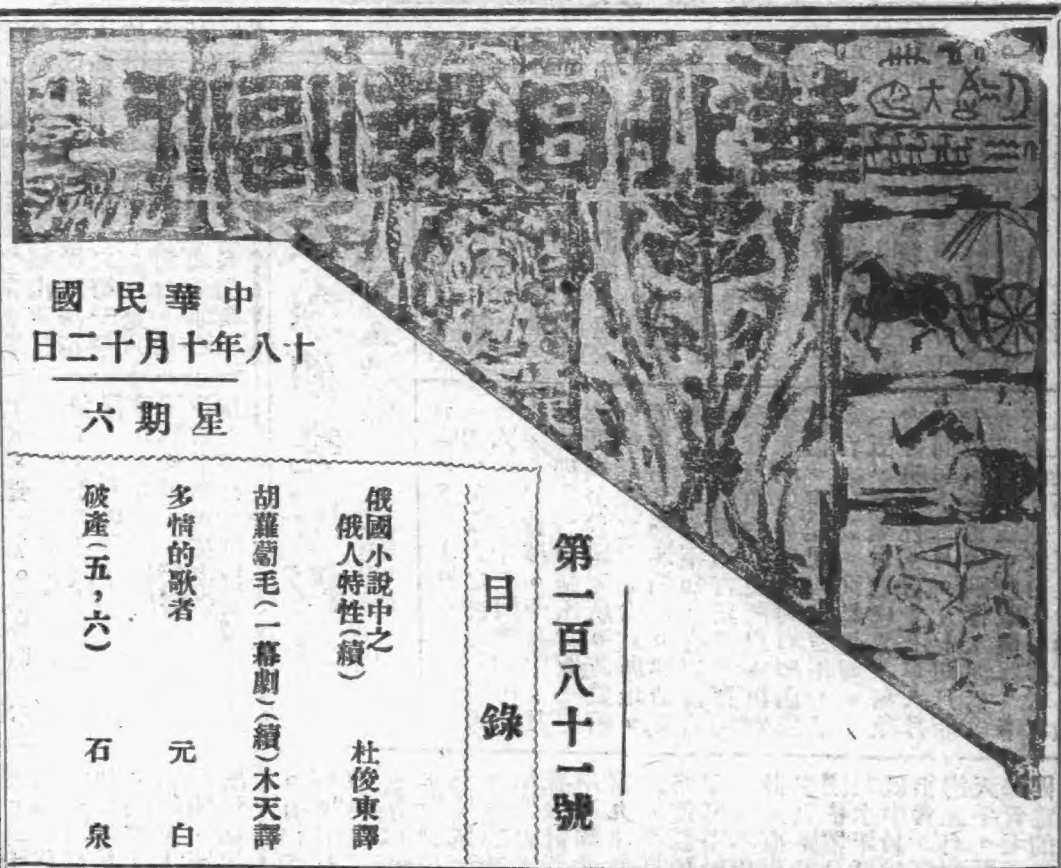 華北日報副刊
中華民國
十八年十月十二日
星期六
第一百八十一號
目錄
俄國小說中之
俄人特性(續) 杜俊東譯
胡蘿蔔毛(一幕劇)(續)木天譯
多情的歌者 元白
破產(五,六) 石泉